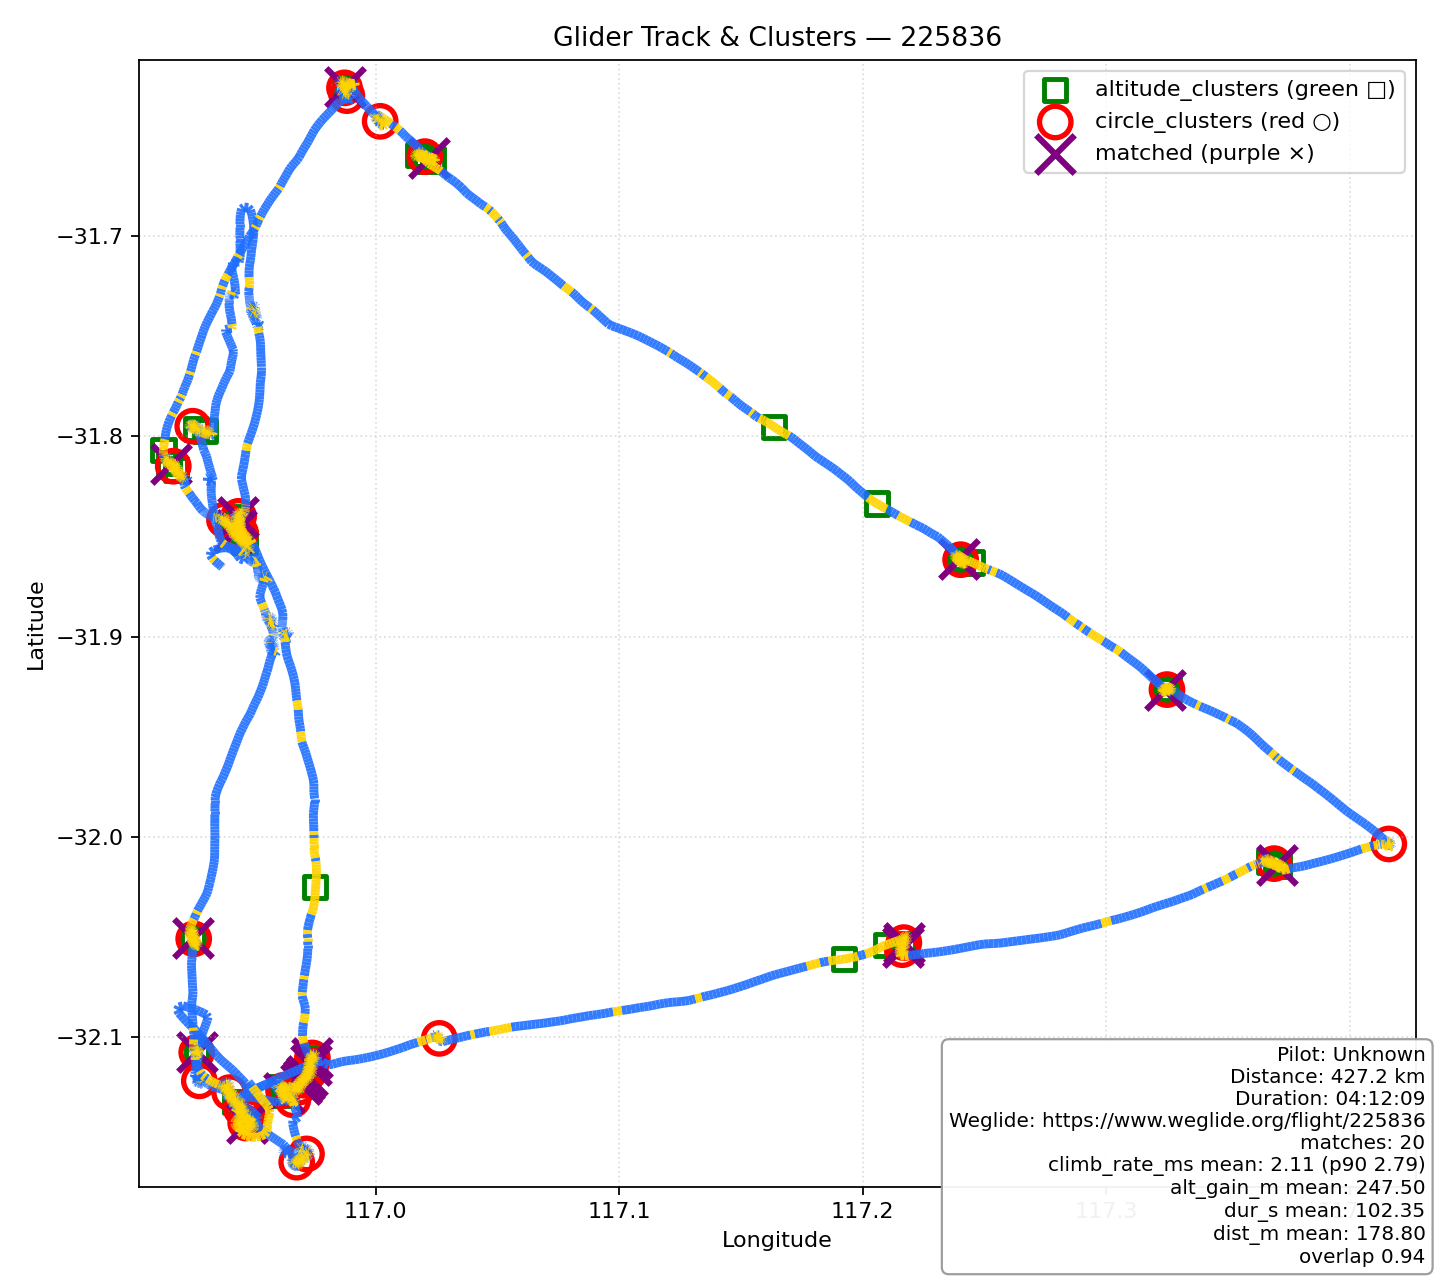 Glider Track & Clusters — 225836
altitude_clusters (green □)
circle_clusters (red ○)
matched (purple ×)
−31.7
−31.8
−31.9
−32.0
−32.1
Latitude
117.0
117.1
117.2
117.3
Longitude
Pilot: Unknown
Distance: 427.2 km
Duration: 04:12:09
Weglide: https://www.weglide.org/flight/225836
matches: 20
climb_rate_ms mean: 2.11 (p90 2.79)
alt_gain_m mean: 247.50
dur_s mean: 102.35
dist_m mean: 178.80
overlap 0.94